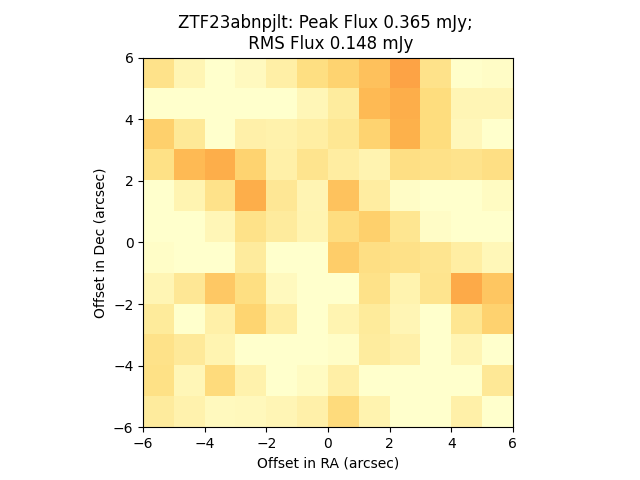 ZTF23abnpjlt: Peak Flux 0.365 mJy;
RMS Flux 0.148 mJy
6
4
2
0
−2
−4
−6
Offset in Dec (arcsec)
−6 −4 −2 0 2 4 6
Offset in RA (arcsec)